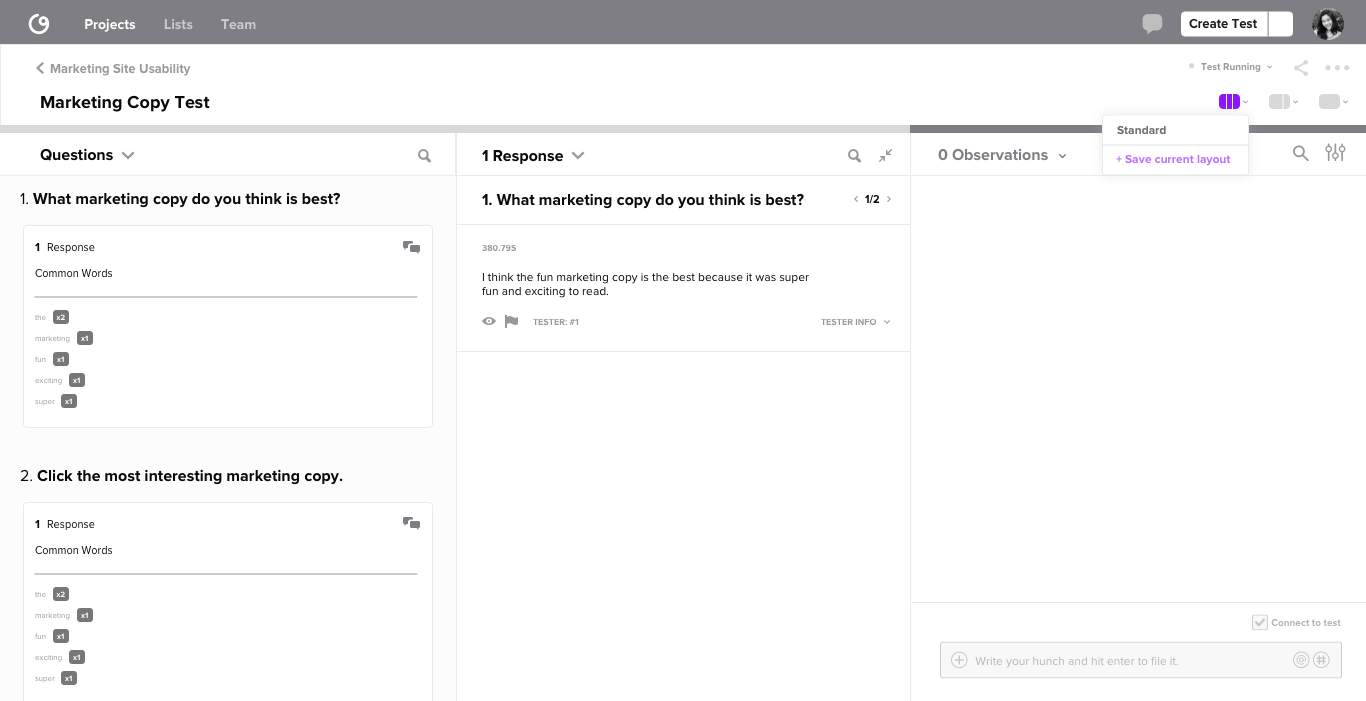 Projects Lists Team Create Test
Marketing Site Usability
Test Running
Marketing Copy Test
Standard
+ Save current layout
Questions
1. What marketing copy do you think is best?
1 Response
Common Words
the x2
marketing x1
fun x1
exciting x1
super x1
2. Click the most interesting marketing copy.
1 Response
Common Words
the x2
marketing x1
fun x1
exciting x1
super x1
1 Response
1. What marketing copy do you think is best? 1/2
380.79S
I think the fun marketing copy is the best because it was super
fun and exciting to read.
TESTER: #1 TESTER INFO
0 Observations
Connect to test
Write your hunch and hit enter to file it. @ #